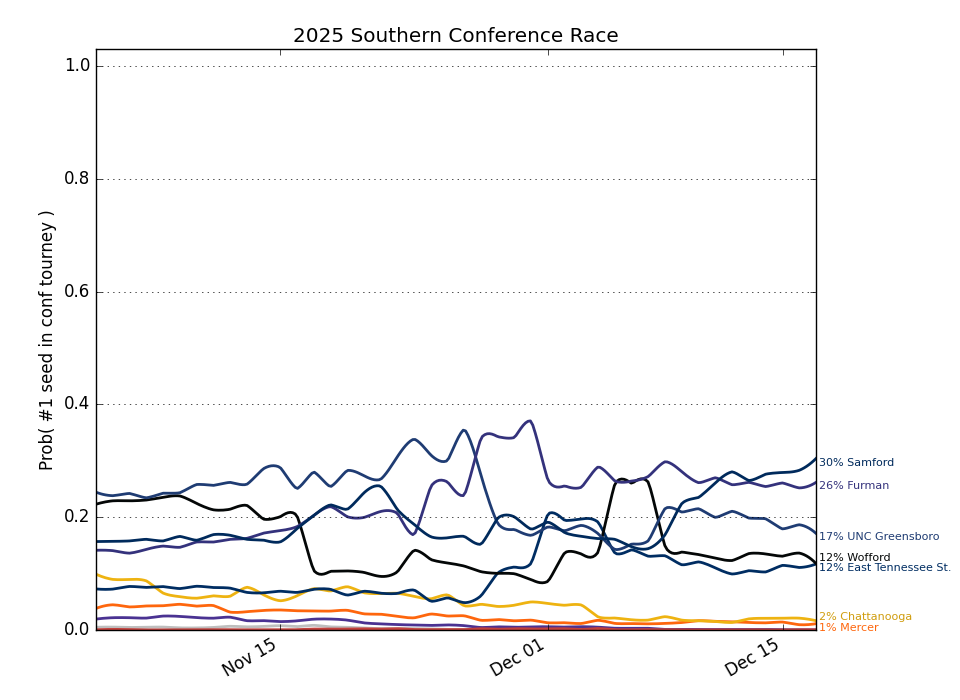 2025 Southern Conference Race
Prob( #1 seed in conf tourney )
1.0
0.8
0.6
0.4
0.2
0.0
Nov 15
Dec 01
Dec 15
30% Samford
26% Furman
17% UNC Greensboro
12% Wofford
12% East Tennessee St.
2% Chattanooga
1% Mercer